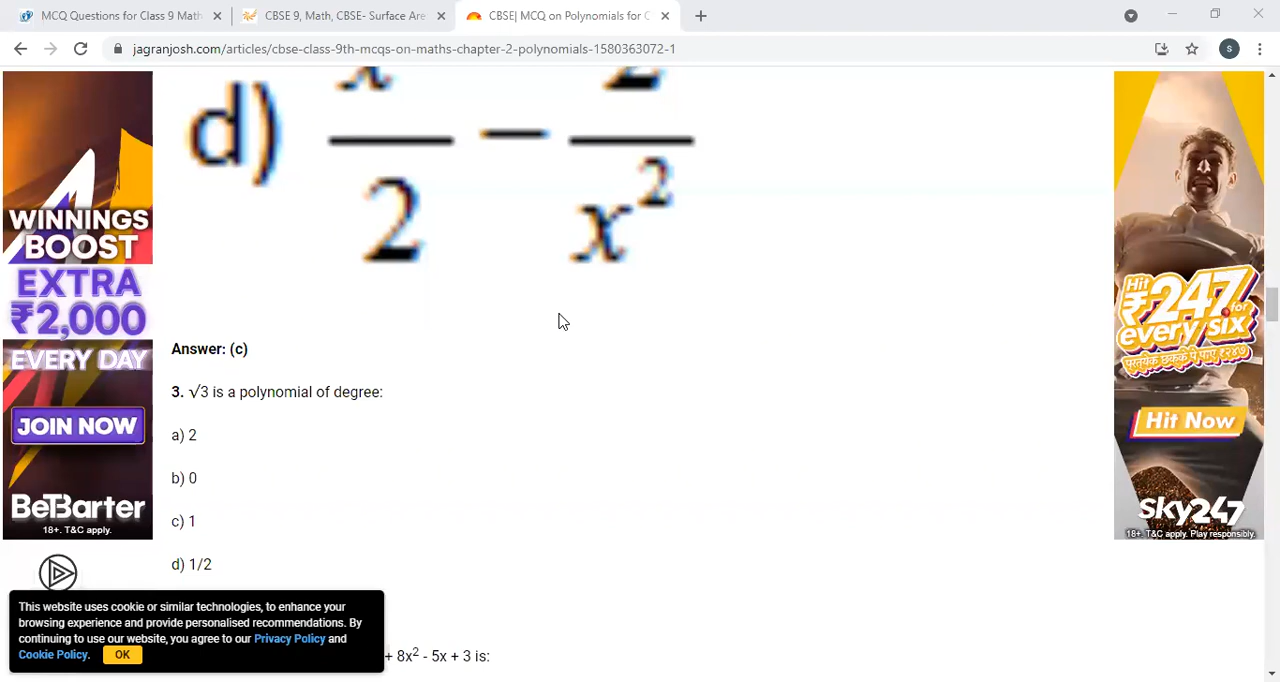 MCQ Questions for Class 9 Math
CBSE 9, Math, CBSE- Surface Are
CBSE| MCQ on Polynomials for C
jagranjosh.com/articles/cbse-class-9th-mcqs-on-maths-chapter-2-polynomials-1580363072-1
S
d) x/2 − 2/x²
Answer: (c)
3. √3 is a polynomial of degree:
a) 2
b) 0
c) 1
d) 1/2
+ 8x² - 5x + 3 is:
WINNINGS
BOOST
EXTRA
₹2,000
EVERY DAY
JOIN NOW
BetBarter
18+. T&C apply.
This website uses cookie or similar technologies, to enhance your
browsing experience and provide personalised recommendations. By
continuing to use our website, you agree to our Privacy Policy and
Cookie Policy.
OK
Hit
₹247 for
every six
प्रत्येक छक्के पे पाए ₹२४७
Hit Now
Sky247
18+. T&C apply. Play responsibly.